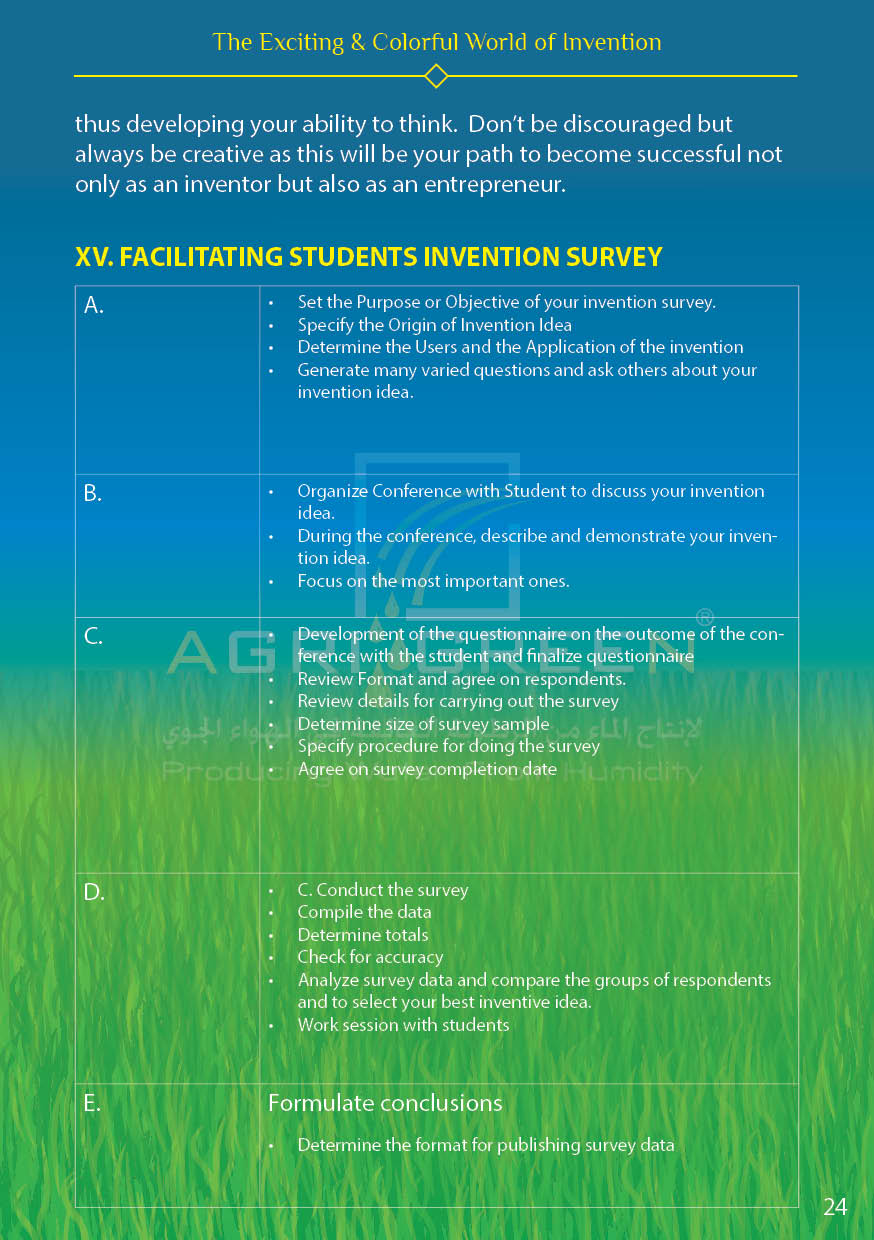 The Exciting & Colorful World of Invention
thus developing your ability to think.  Don’t be discouraged but
always be creative as this will be your path to become successful not
only as an inventor but also as an entrepreneur.
XV. FACILITATING STUDENTS INVENTION SURVEY
A.
• Set the Purpose or Objective of your invention survey.
• Specify the Origin of Invention Idea
• Determine the Users and the Application of the invention
• Generate many varied questions and ask others about your
invention idea.
B.
• Organize Conference with Student to discuss your invention
idea.
• During the conference, describe and demonstrate your inven-
tion idea.
• Focus on the most important ones.
C.
• Development of the questionnaire on the outcome of the con-
ference with the student and finalize questionnaire
• Review Format and agree on respondents.
• Review details for carrying out the survey
• Determine size of survey sample
• Specify procedure for doing the survey
• Agree on survey completion date
AGRI GREEN ®
لإنتاج الماء من الهواء الجوي
Producing Water From Humidity
D.
• C. Conduct the survey
• Compile the data
• Determine totals
• Check for accuracy
• Analyze survey data and compare the groups of respondents
and to select your best inventive idea.
• Work session with students
E.
Formulate conclusions
• Determine the format for publishing survey data
24